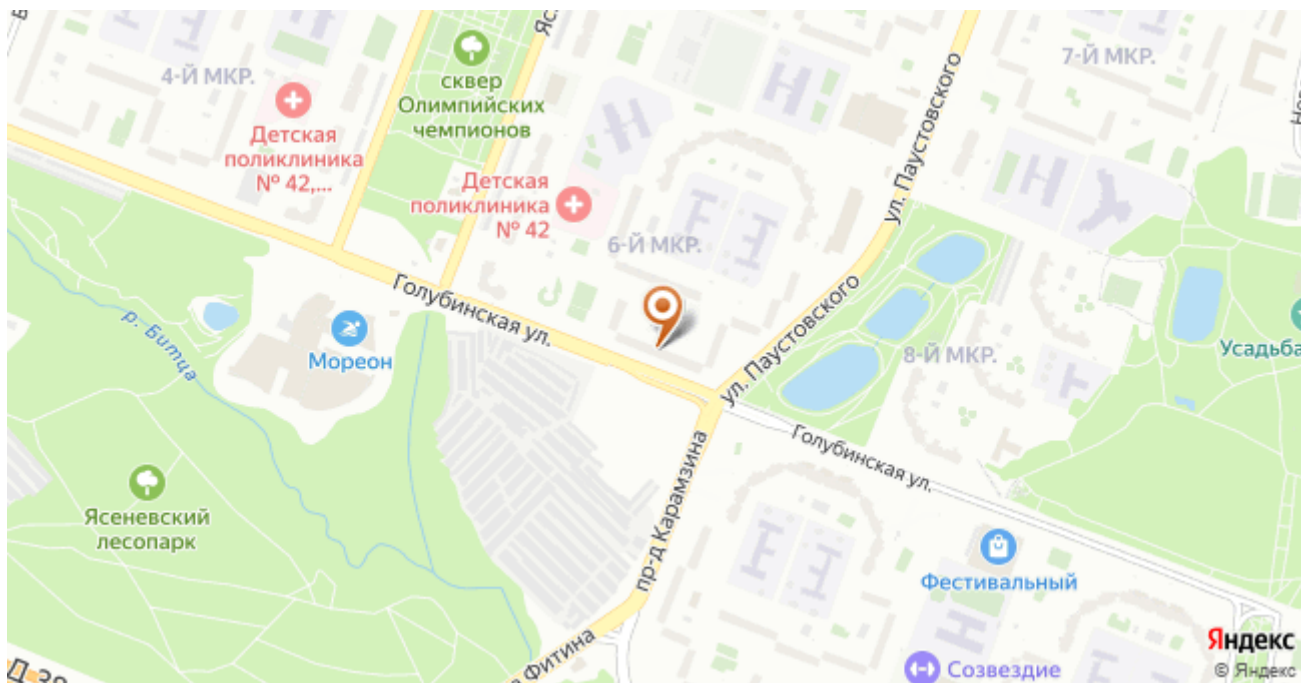 4-Й МКР.
Детская
поликлиника
№ 42,...
сквер
Олимпийских
чемпионов
Яс
Детская
поликлиника
№ 42
6-Й МКР.
ул. Паустовского
7-Й МКР.
Голубинская ул.
р. Битца
Мореон
ул. Паустовского
8-Й МКР.
Усадьба
Голубинская ул.
пр-д Карамзина
Ясеневский
лесопарк
Фестивальный
Фитина
Созвездие
Яндекс
© Яндекс